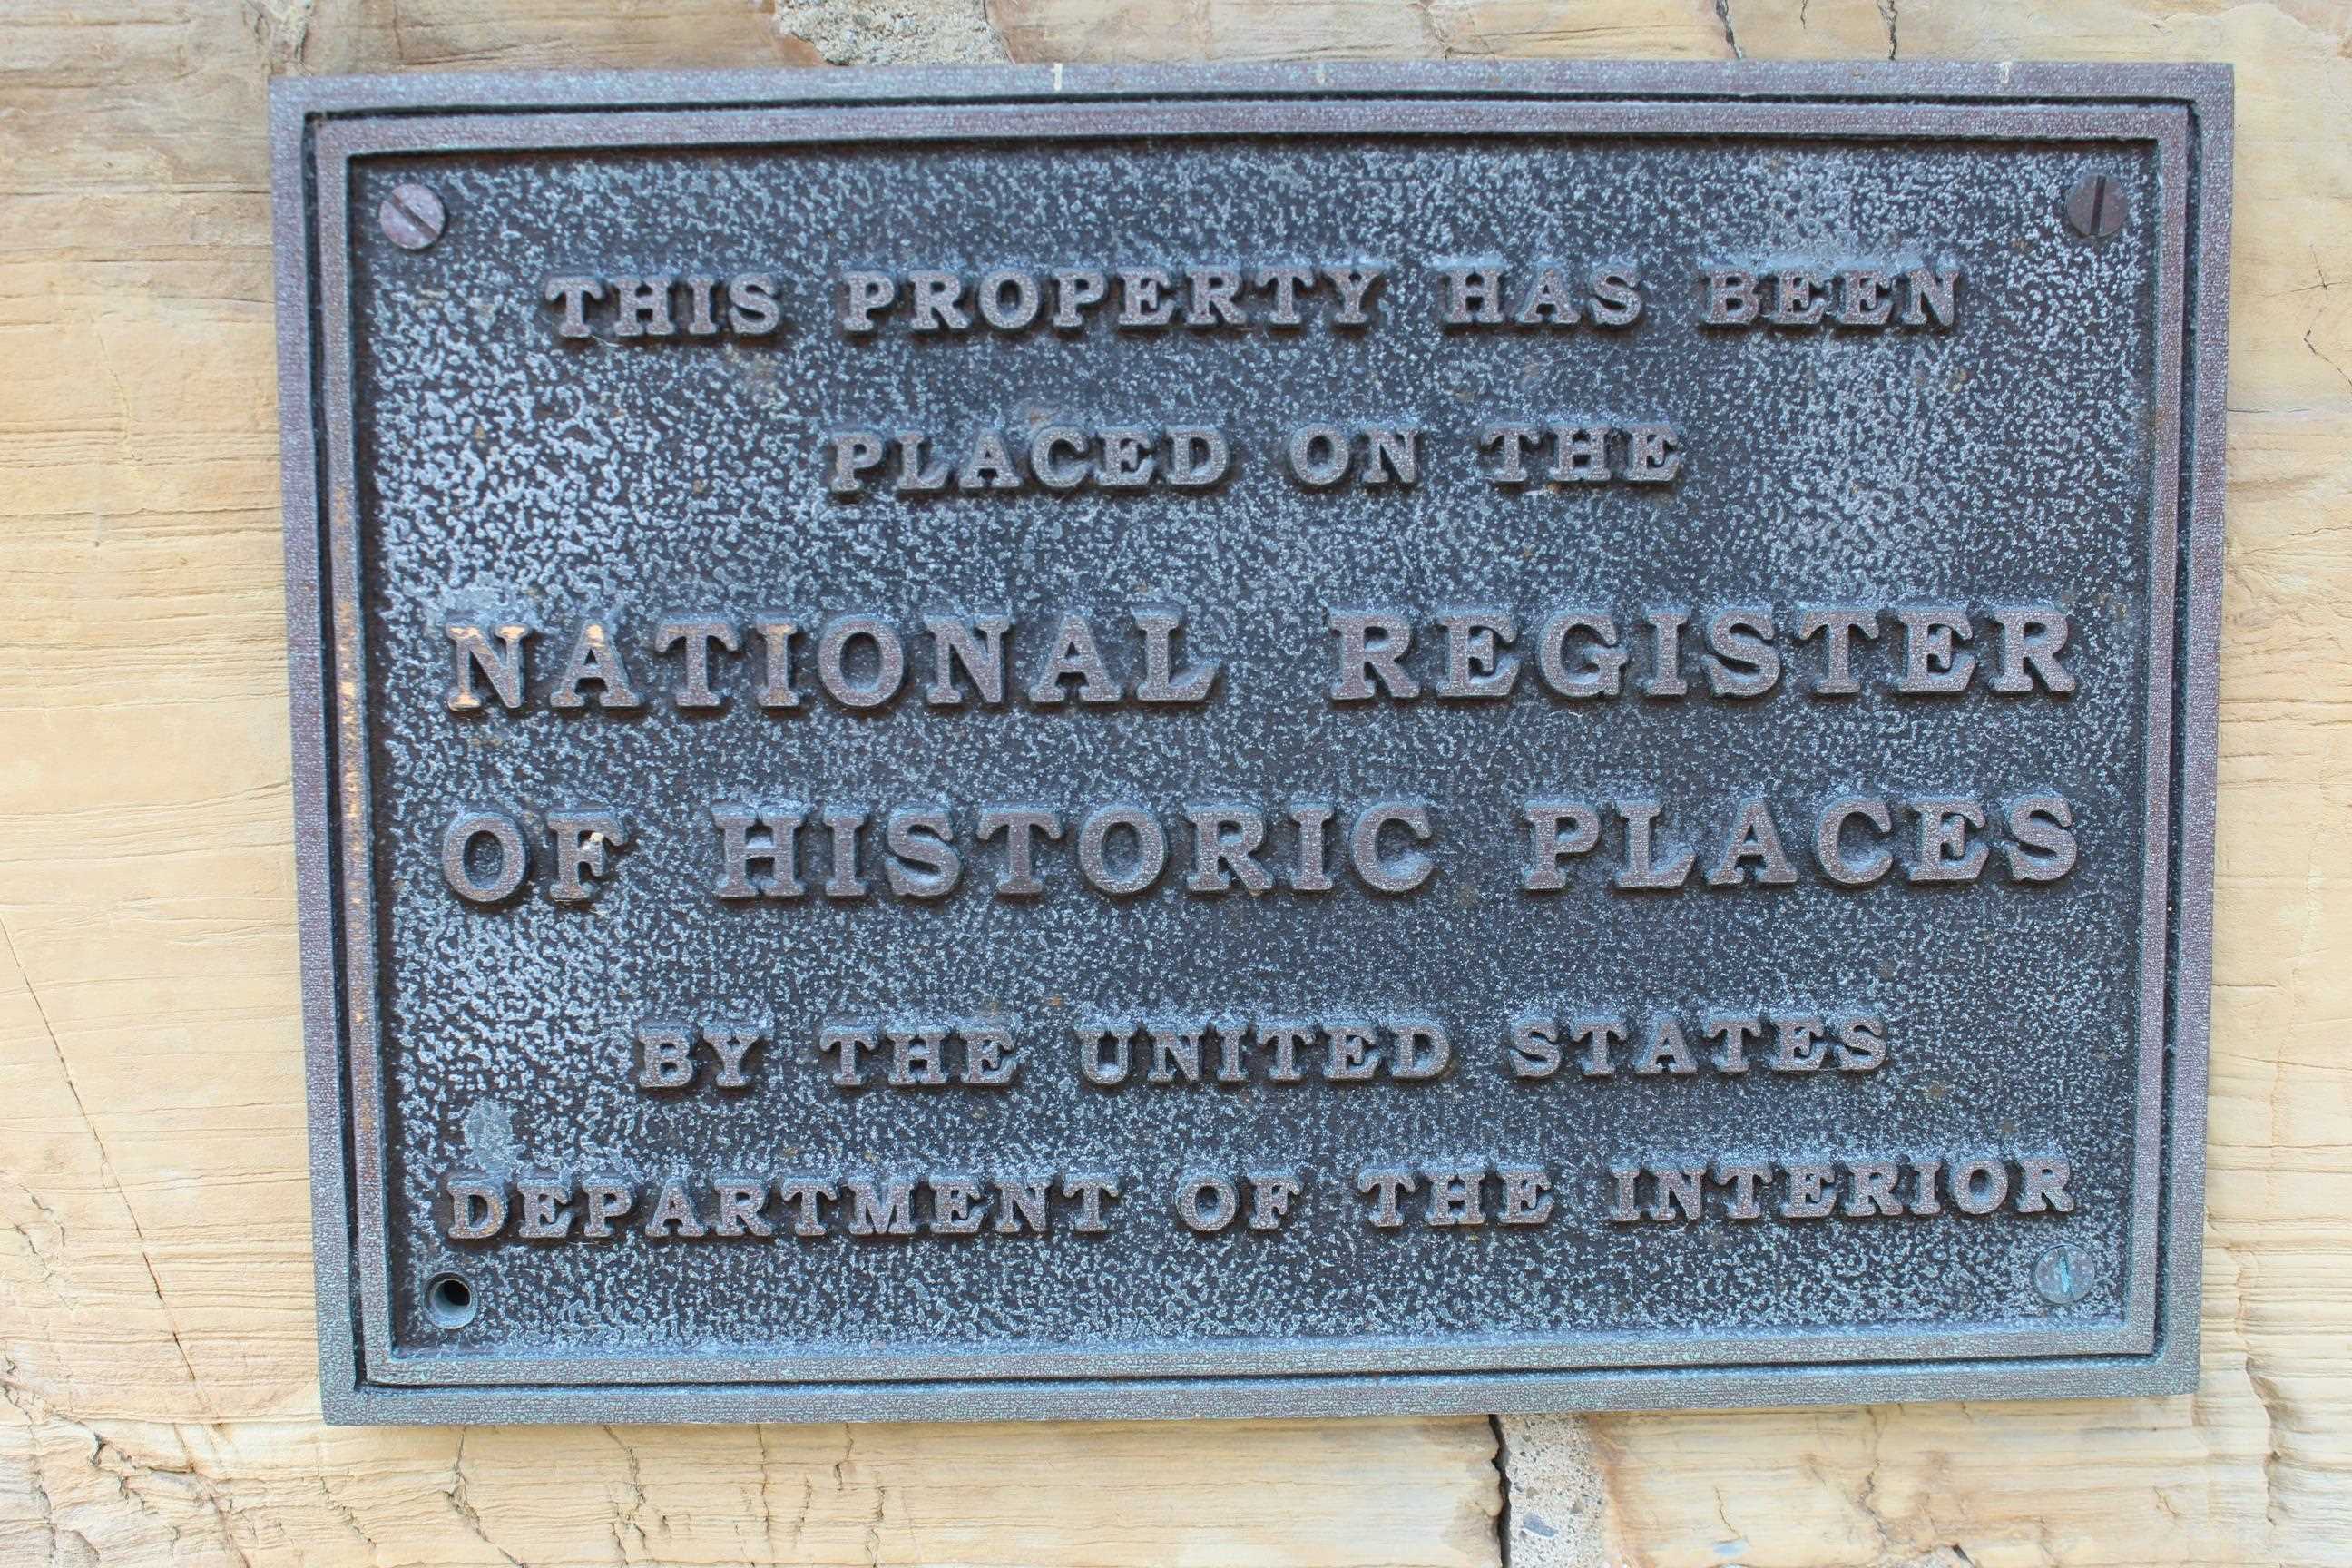 THIS PROPERTY HAS BEEN
PLACED ON THE
NATIONAL REGISTER
OF HISTORIC PLACES
BY THE UNITED STATES
DEPARTMENT OF THE INTERIOR